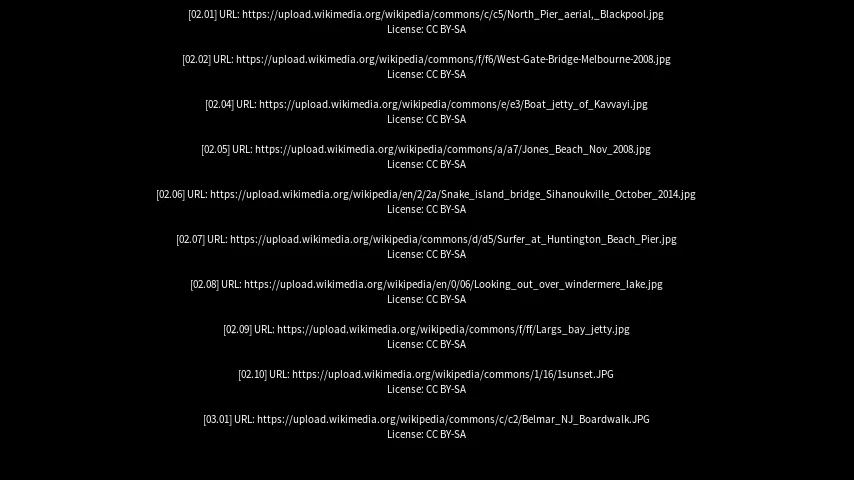 [02.01] URL: https://upload.wikimedia.org/wikipedia/commons/c/c5/North_Pier_aerial,_Blackpool.jpg
License: CC BY-SA
[02.02] URL: https://upload.wikimedia.org/wikipedia/commons/f/f6/West-Gate-Bridge-Melbourne-2008.jpg
License: CC BY-SA
[02.04] URL: https://upload.wikimedia.org/wikipedia/commons/e/e3/Boat_jetty_of_Kavvayi.jpg
License: CC BY-SA
[02.05] URL: https://upload.wikimedia.org/wikipedia/commons/a/a7/Jones_Beach_Nov_2008.jpg
License: CC BY-SA
[02.06] URL: https://upload.wikimedia.org/wikipedia/en/2/2a/Snake_island_bridge_Sihanoukville_October_2014.jpg
License: CC BY-SA
[02.07] URL: https://upload.wikimedia.org/wikipedia/commons/d/d5/Surfer_at_Huntington_Beach_Pier.jpg
License: CC BY-SA
[02.08] URL: https://upload.wikimedia.org/wikipedia/en/0/06/Looking_out_over_windermere_lake.jpg
License: CC BY-SA
[02.09] URL: https://upload.wikimedia.org/wikipedia/commons/f/ff/Largs_bay_jetty.jpg
License: CC BY-SA
[02.10] URL: https://upload.wikimedia.org/wikipedia/commons/1/16/1sunset.JPG
License: CC BY-SA
[03.01] URL: https://upload.wikimedia.org/wikipedia/commons/c/c2/Belmar_NJ_Boardwalk.JPG
License: CC BY-SA